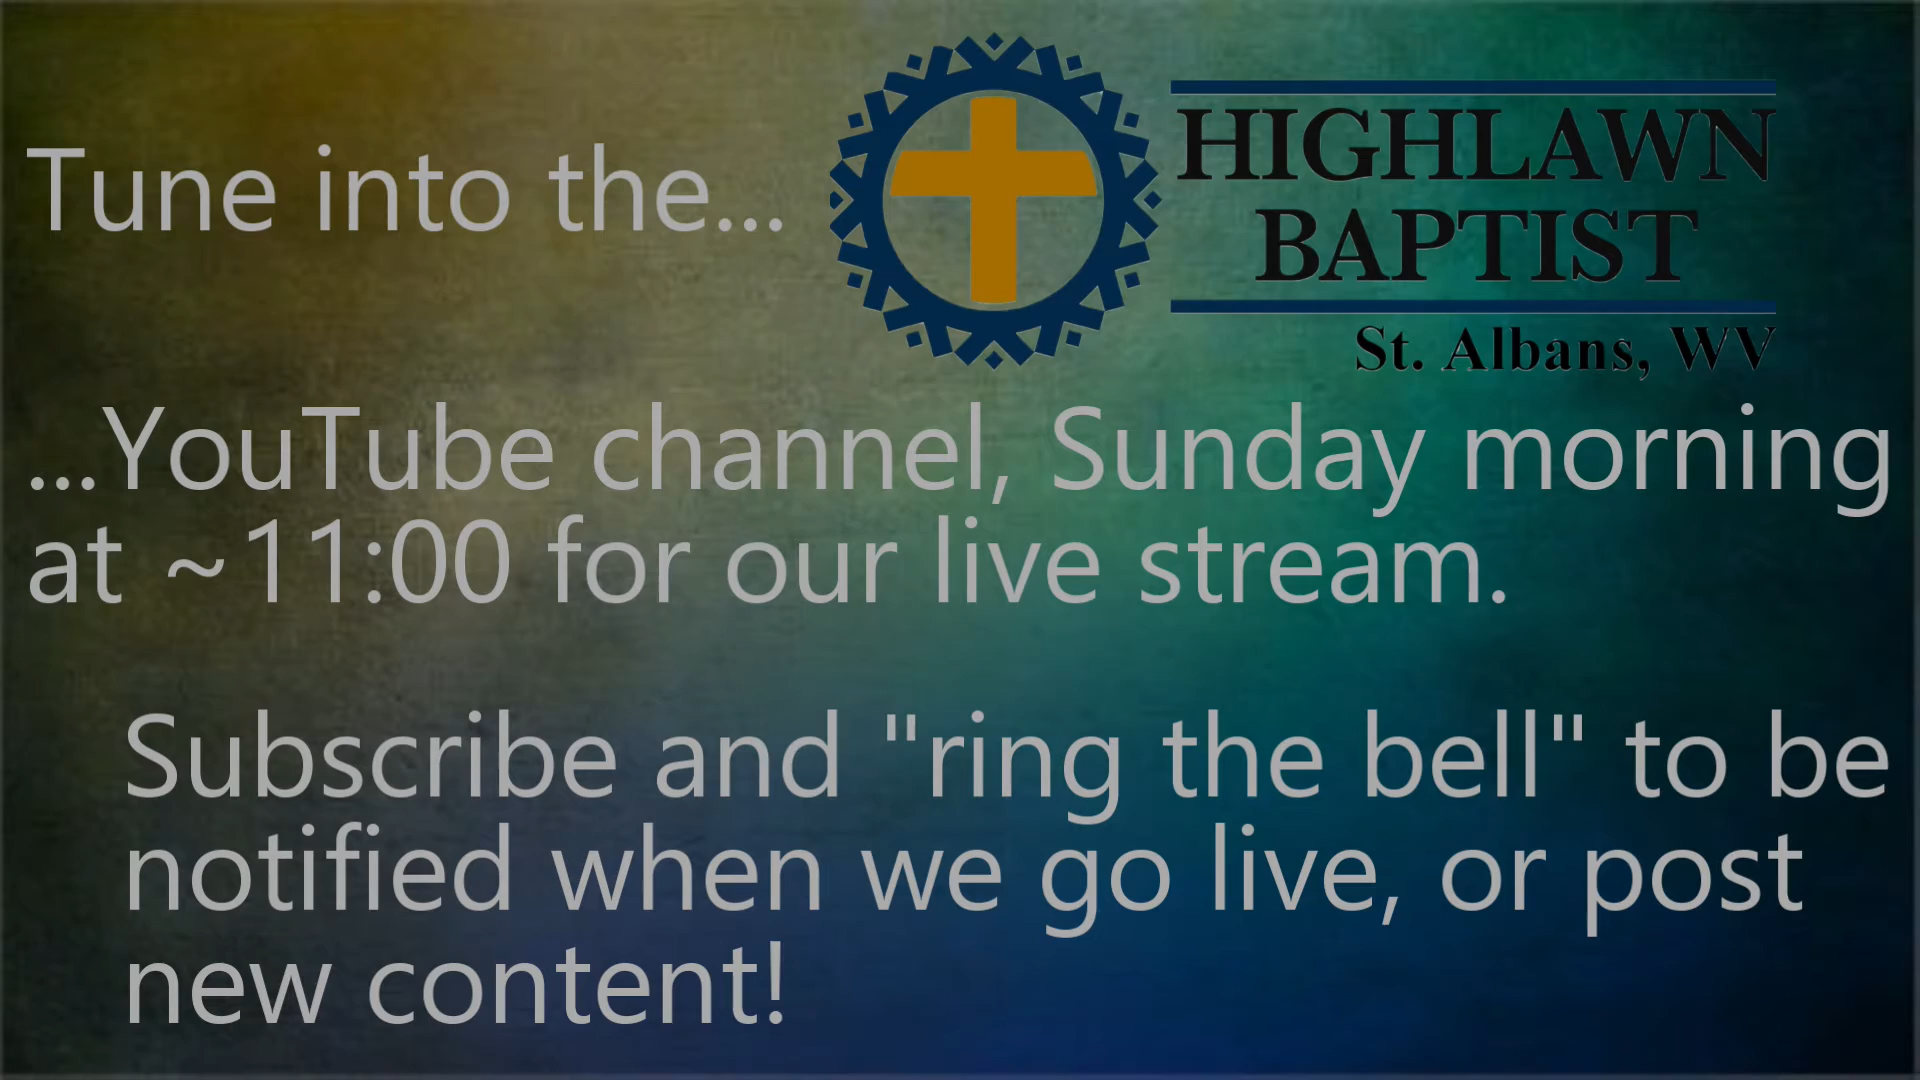 Tune into the...
HIGHLAWN
BAPTIST
St. Albans, WV
...YouTube channel, Sunday morning
at ~11:00 for our live stream.
Subscribe and "ring the bell" to be
notified when we go live, or post
new content!